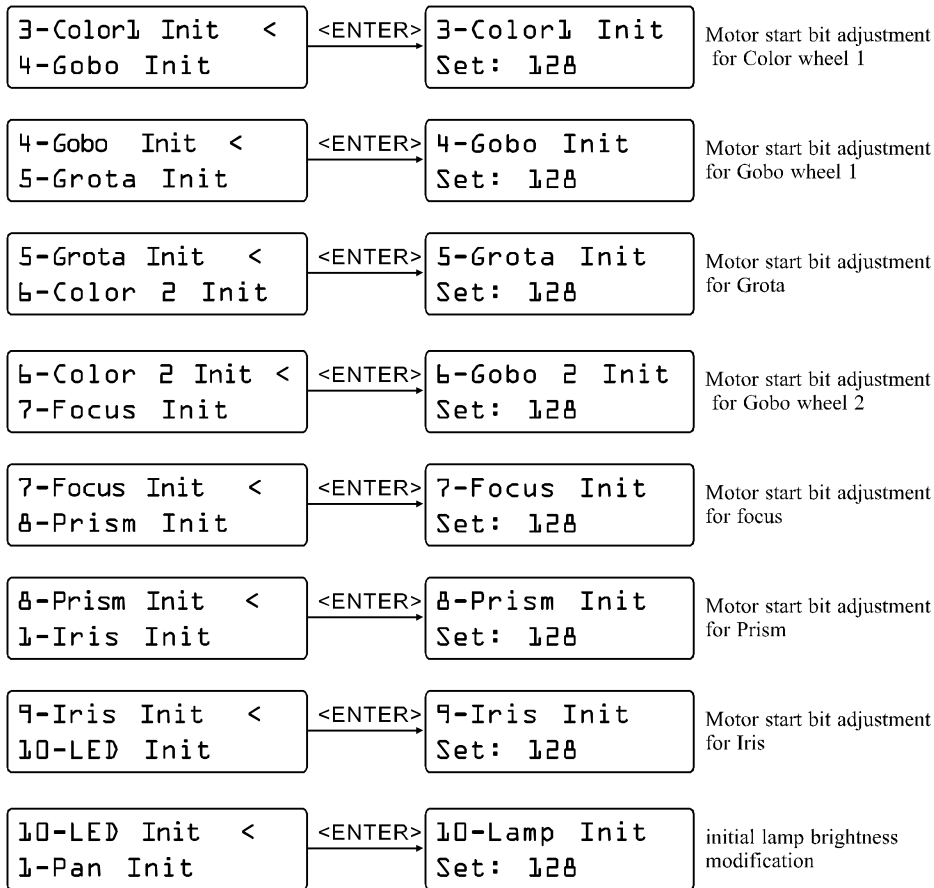 3-Color1 Init <
4-Gobo Init
<ENTER>
3-Color1 Init
Set: 128
Motor start bit adjustment
for Color wheel 1
4-Gobo Init <
5-Grota Init
<ENTER>
4-Gobo Init
Set: 128
Motor start bit adjustment
for Gobo wheel 1
5-Grota Init <
6-Color 2 Init
<ENTER>
5-Grota Init
Set: 128
Motor start bit adjustment
for Grota
6-Color 2 Init <
7-Focus Init
<ENTER>
6-Gobo 2 Init
Set: 128
Motor start bit adjustment
for Gobo wheel 2
7-Focus Init <
8-Prism Init
<ENTER>
7-Focus Init
Set: 128
Motor start bit adjustment
for focus
8-Prism Init <
1-Iris Init
<ENTER>
8-Prism Init
Set: 128
Motor start bit adjustment
for Prism
9-Iris Init <
10-LED Init
<ENTER>
9-Iris Init
Set: 128
Motor start bit adjustment
for Iris
10-LED Init <
1-Pan Init
<ENTER>
10-Lamp Init
Set: 128
initial lamp brightness
modification